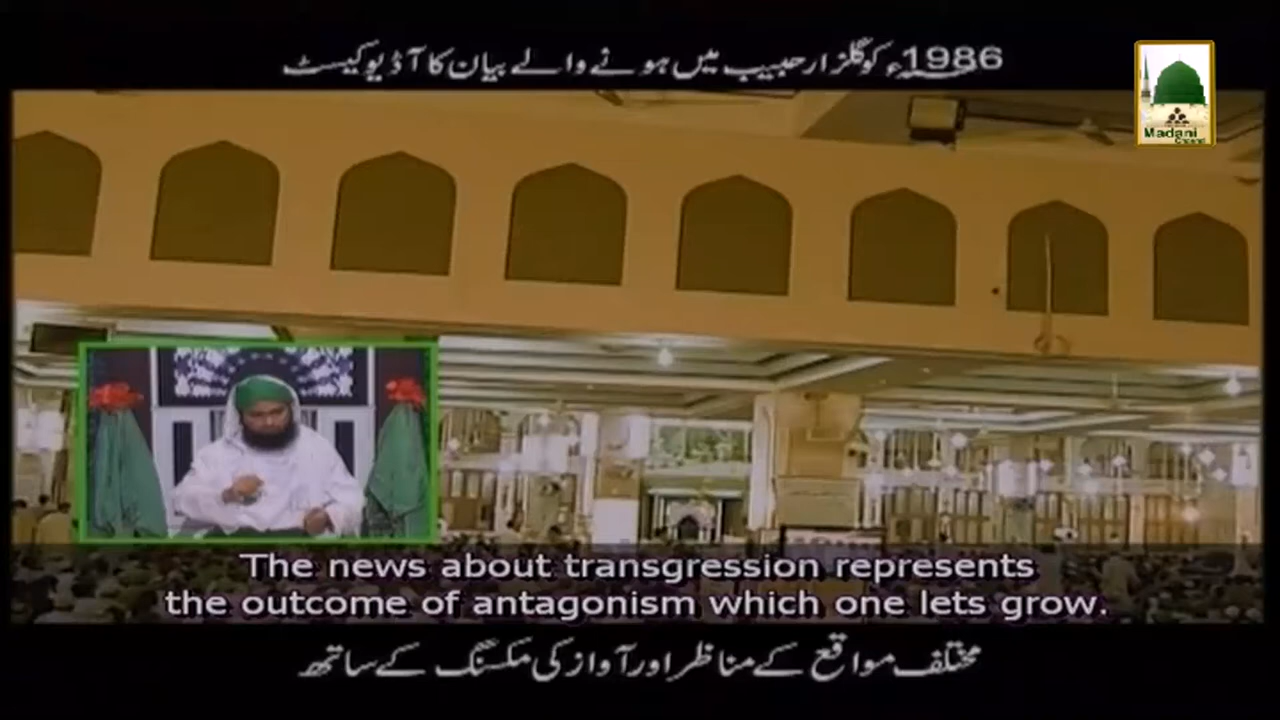 1986ء کو گلزار حبیب میں ہونے والے بیان کا آڈیو کیسٹ
Madani
Channel
The news about transgression represents
the outcome of antagonism which one lets grow.
مختلف مواقع کے مناظر اور آواز کی مکسنگ کے ساتھ